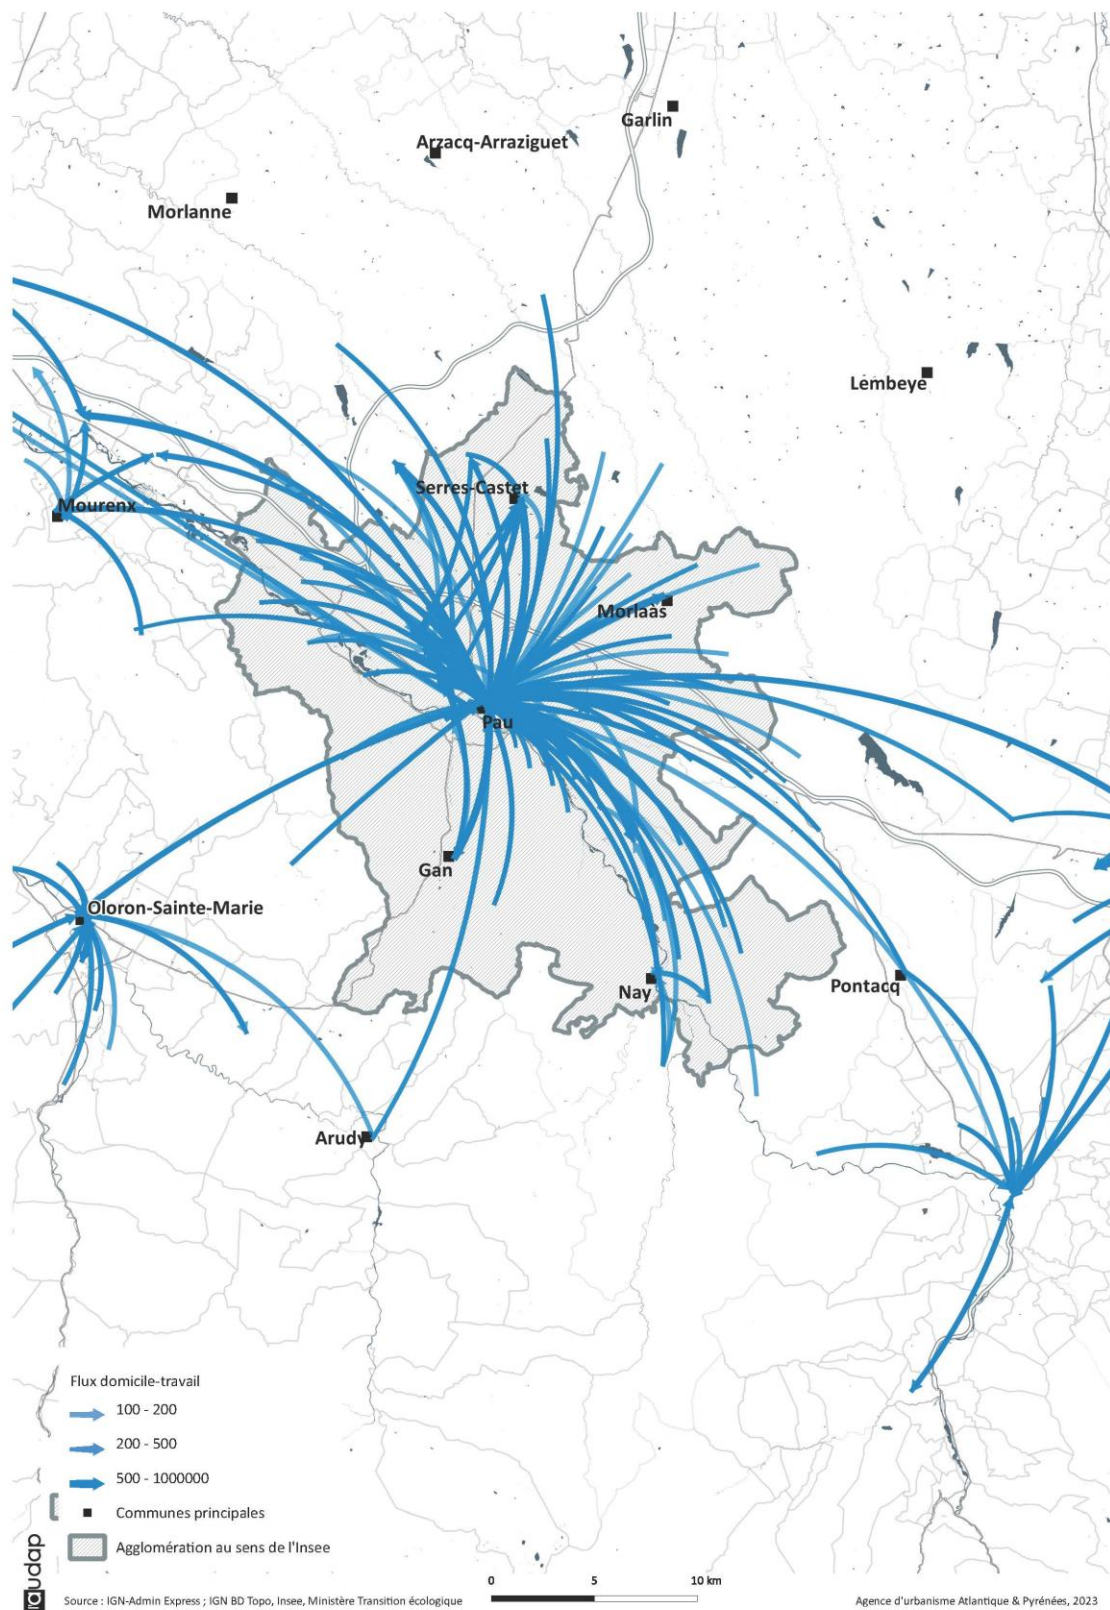 Garlin
Arzacq-Arraziguet
Morlanne
Lembeye
Serres-Castet
Mourenx
Morlaàs
Pau
Gan
Oloron-Sainte-Marie
Nay
Pontacq
Arudy
Flux domicile-travail
100 - 200
200 - 500
500 - 1000000
Communes principales
Agglomération au sens de l'Insee
l'audap
0 5 10 km
Source : IGN-Admin Express ; IGN BD Topo, Insee, Ministère Transition écologique
Agence d'urbanisme Atlantique & Pyrénées, 2023